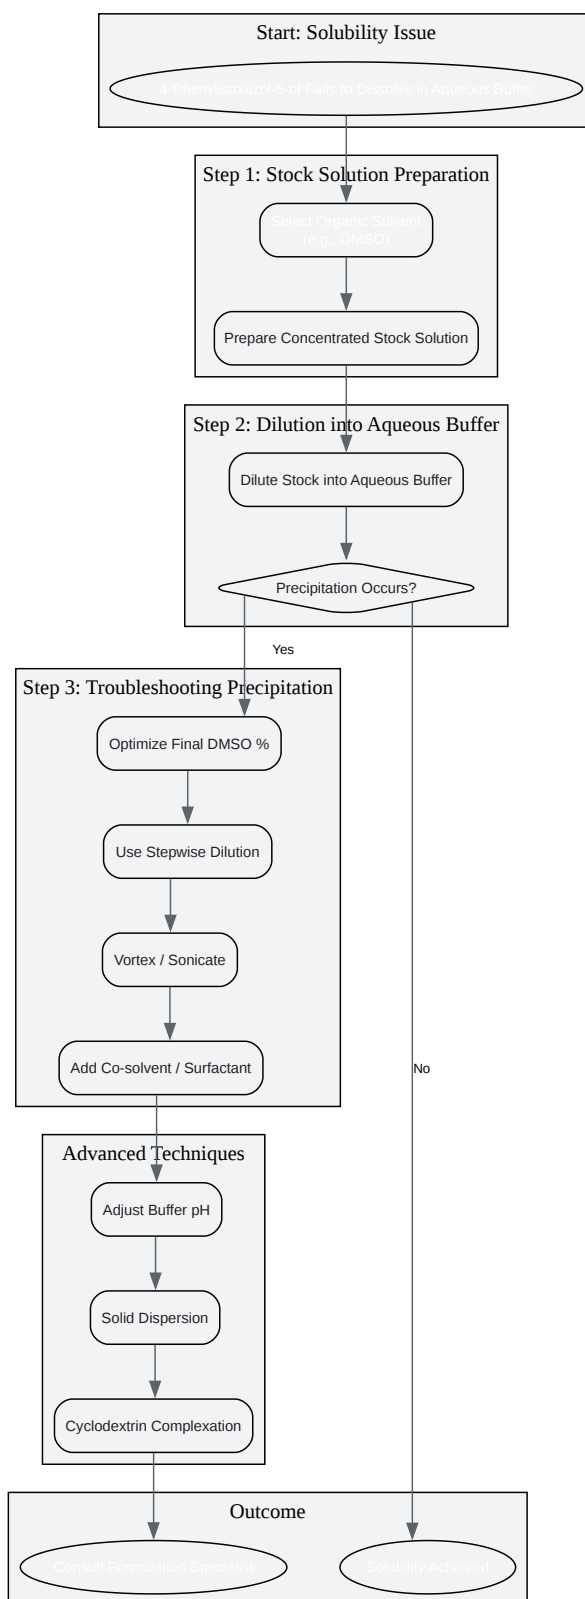 Start: Solubility Issue
4-Phenylisoxazol-5-ol Fails to Dissolve in Aqueous Buffer
Step 1: Stock Solution Preparation
Select Organic Solvent
(e.g., DMSO)
Prepare Concentrated Stock Solution
Step 2: Dilution into Aqueous Buffer
Dilute Stock into Aqueous Buffer
Precipitation Occurs?
Yes
Step 3: Troubleshooting Precipitation
Optimize Final DMSO %
Use Stepwise Dilution
Vortex / Sonicate
Add Co-solvent / Surfactant
No
Advanced Techniques
Adjust Buffer pH
Solid Dispersion
Cyclodextrin Complexation
Outcome
Consult Formulation Specialist
Solubility Achieved